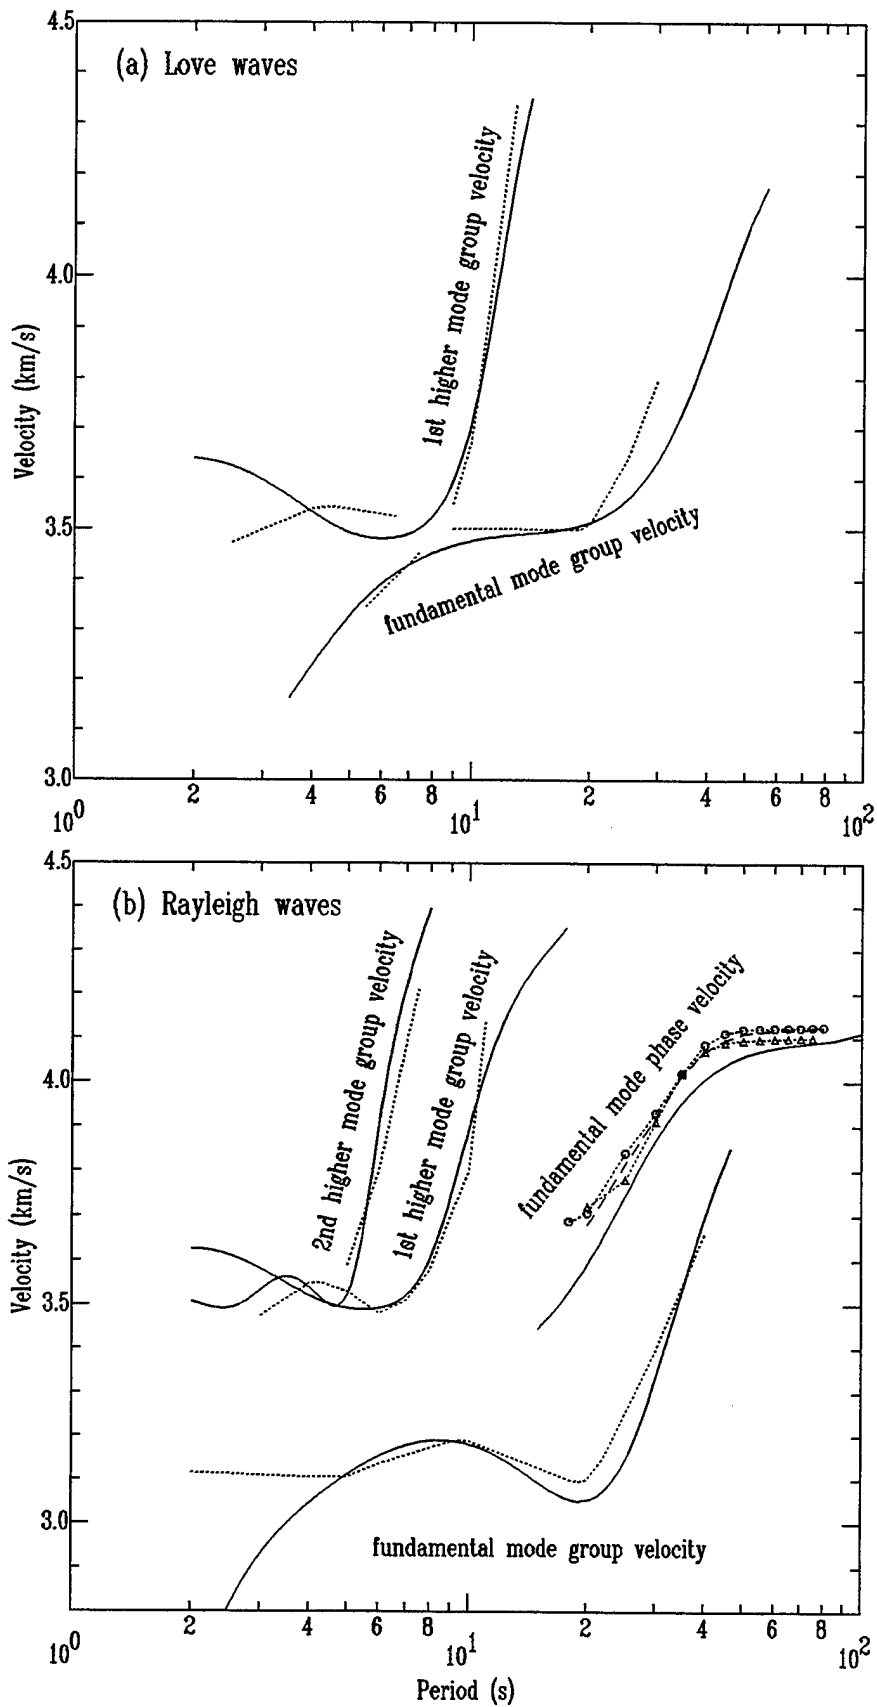 4.5
(a) Love waves
1st higher mode group velocity
4.0
Velocity (km/s)
3.5
fundamental mode group velocity
3.0
2 4 6 8 2 4 6 8
10^0 10^1 10^2
4.5
(b) Rayleigh waves
2nd higher mode group velocity
1st higher mode group velocity
fundamental mode phase velocity
4.0
Velocity (km/s)
3.5
3.0
fundamental mode group velocity
2 4 6 8 2 4 6 8
10^0 10^1 10^2
Period (s)